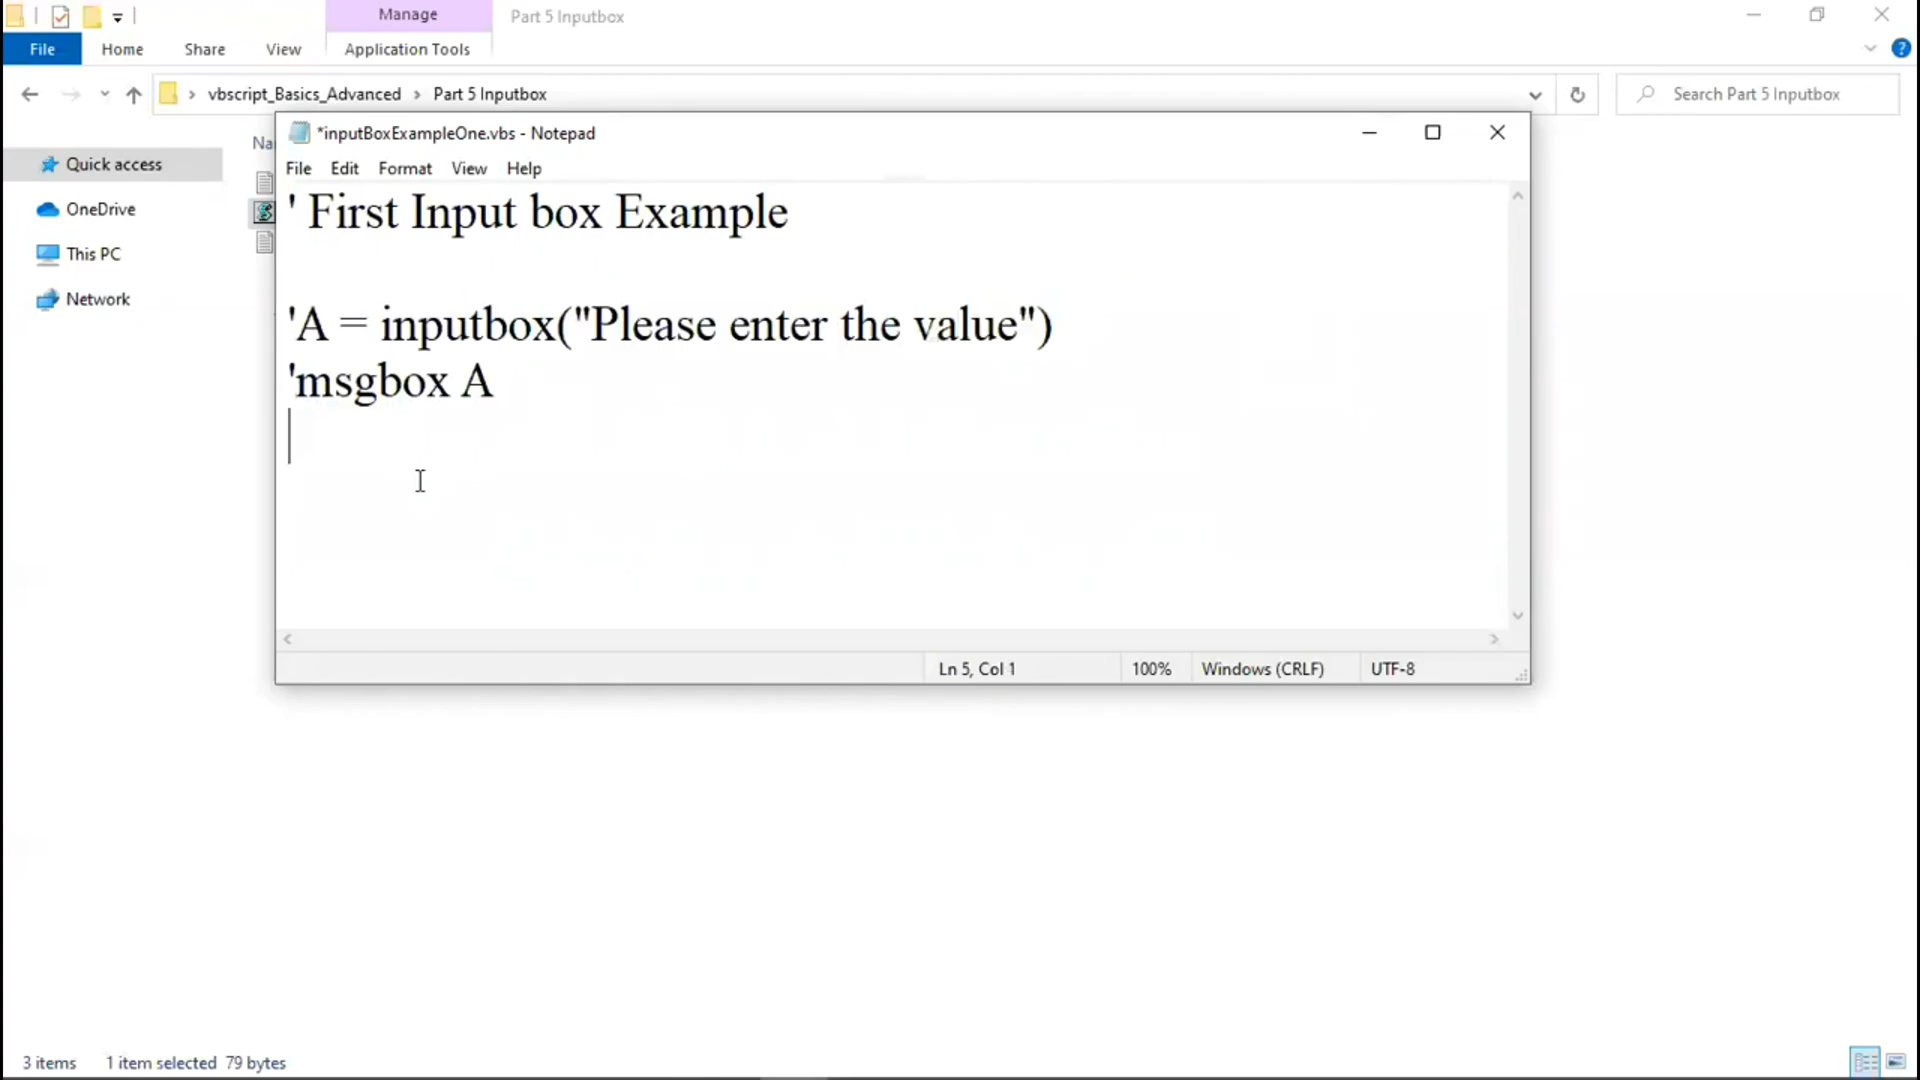 Manage
Part 5 Inputbox
File
Home
Share
View
Application Tools
vbscript_Basics_Advanced
Part 5 Inputbox
Search Part 5 Inputbox
*inputBoxExampleOne.vbs - Notepad
File Edit Format View Help
' First Input box Example
'A = inputbox("Please enter the value")
'msgbox A
Quick access
OneDrive
This PC
Network
Ln 5, Col 1
100%
Windows (CRLF)
UTF-8
3 items
1 item selected 79 bytes